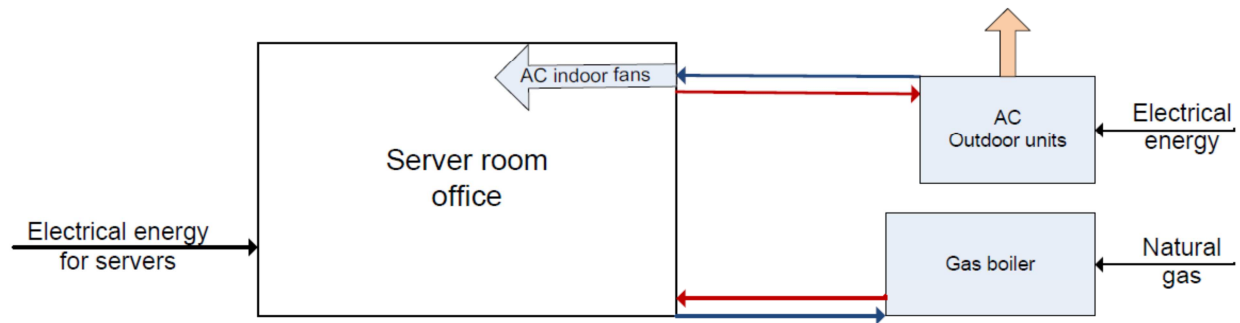 AC indoor fans
AC
Outdoor units
Electrical
energy
Server room
office
Electrical energy
for servers
Gas boiler
Natural
gas